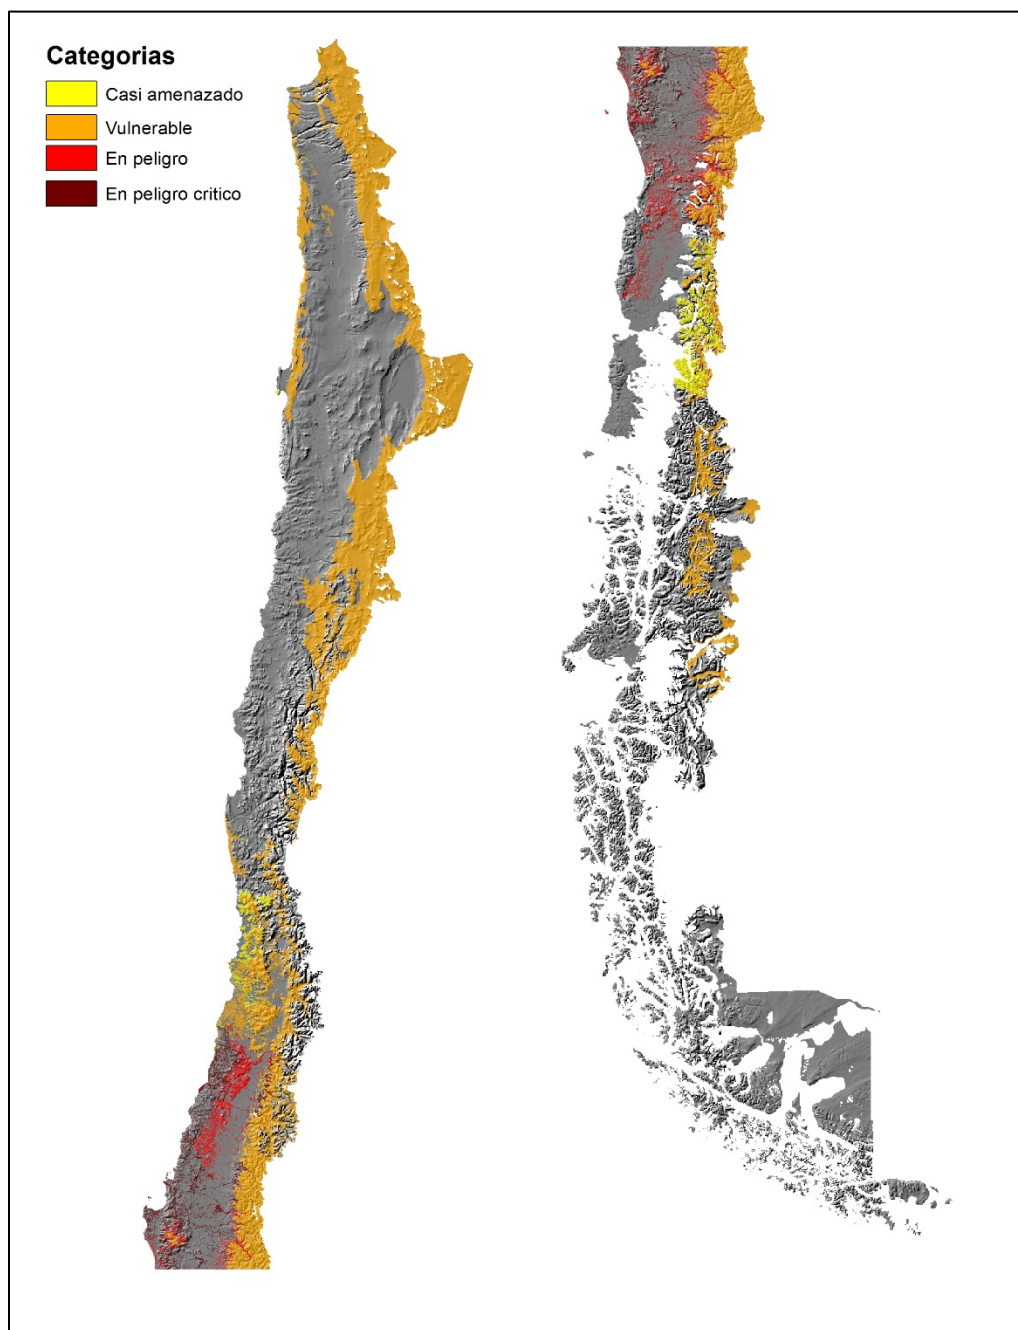 Categorias
Casi amenazado
Vulnerable
En peligro
En peligro critico